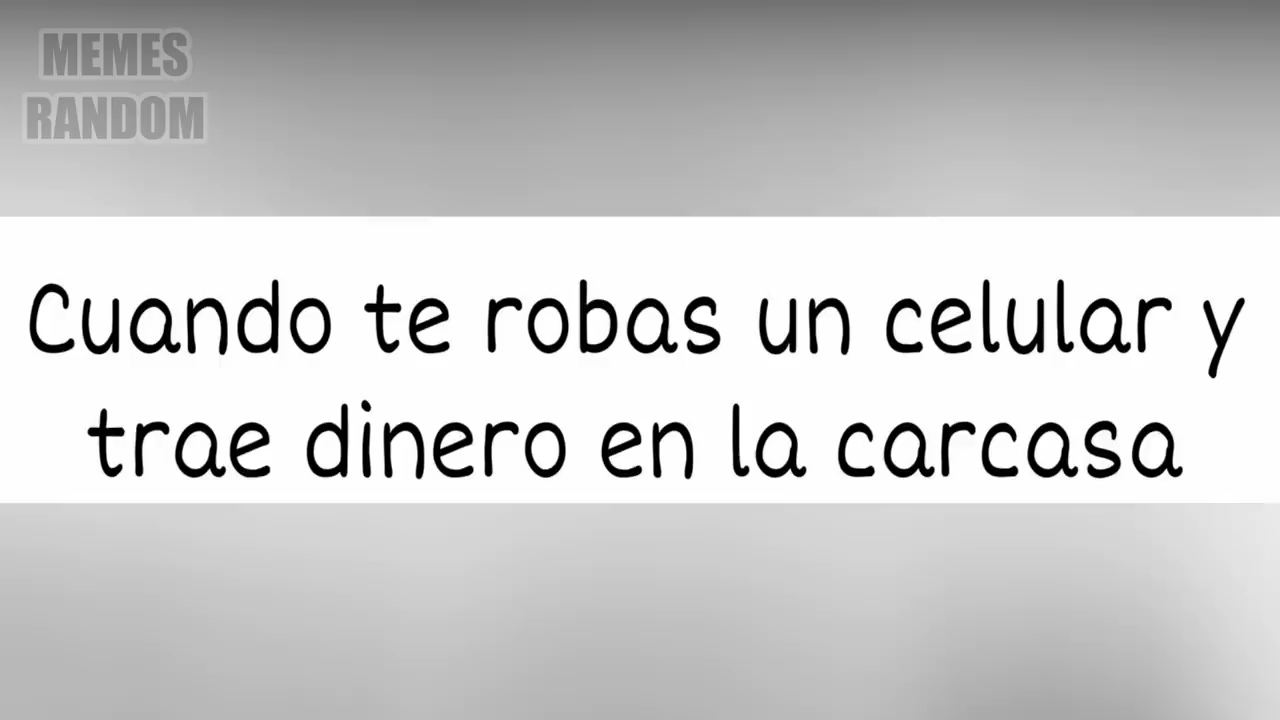 MEMES
RANDOM
Cuando te robas un celular y
trae dinero en la carcasa